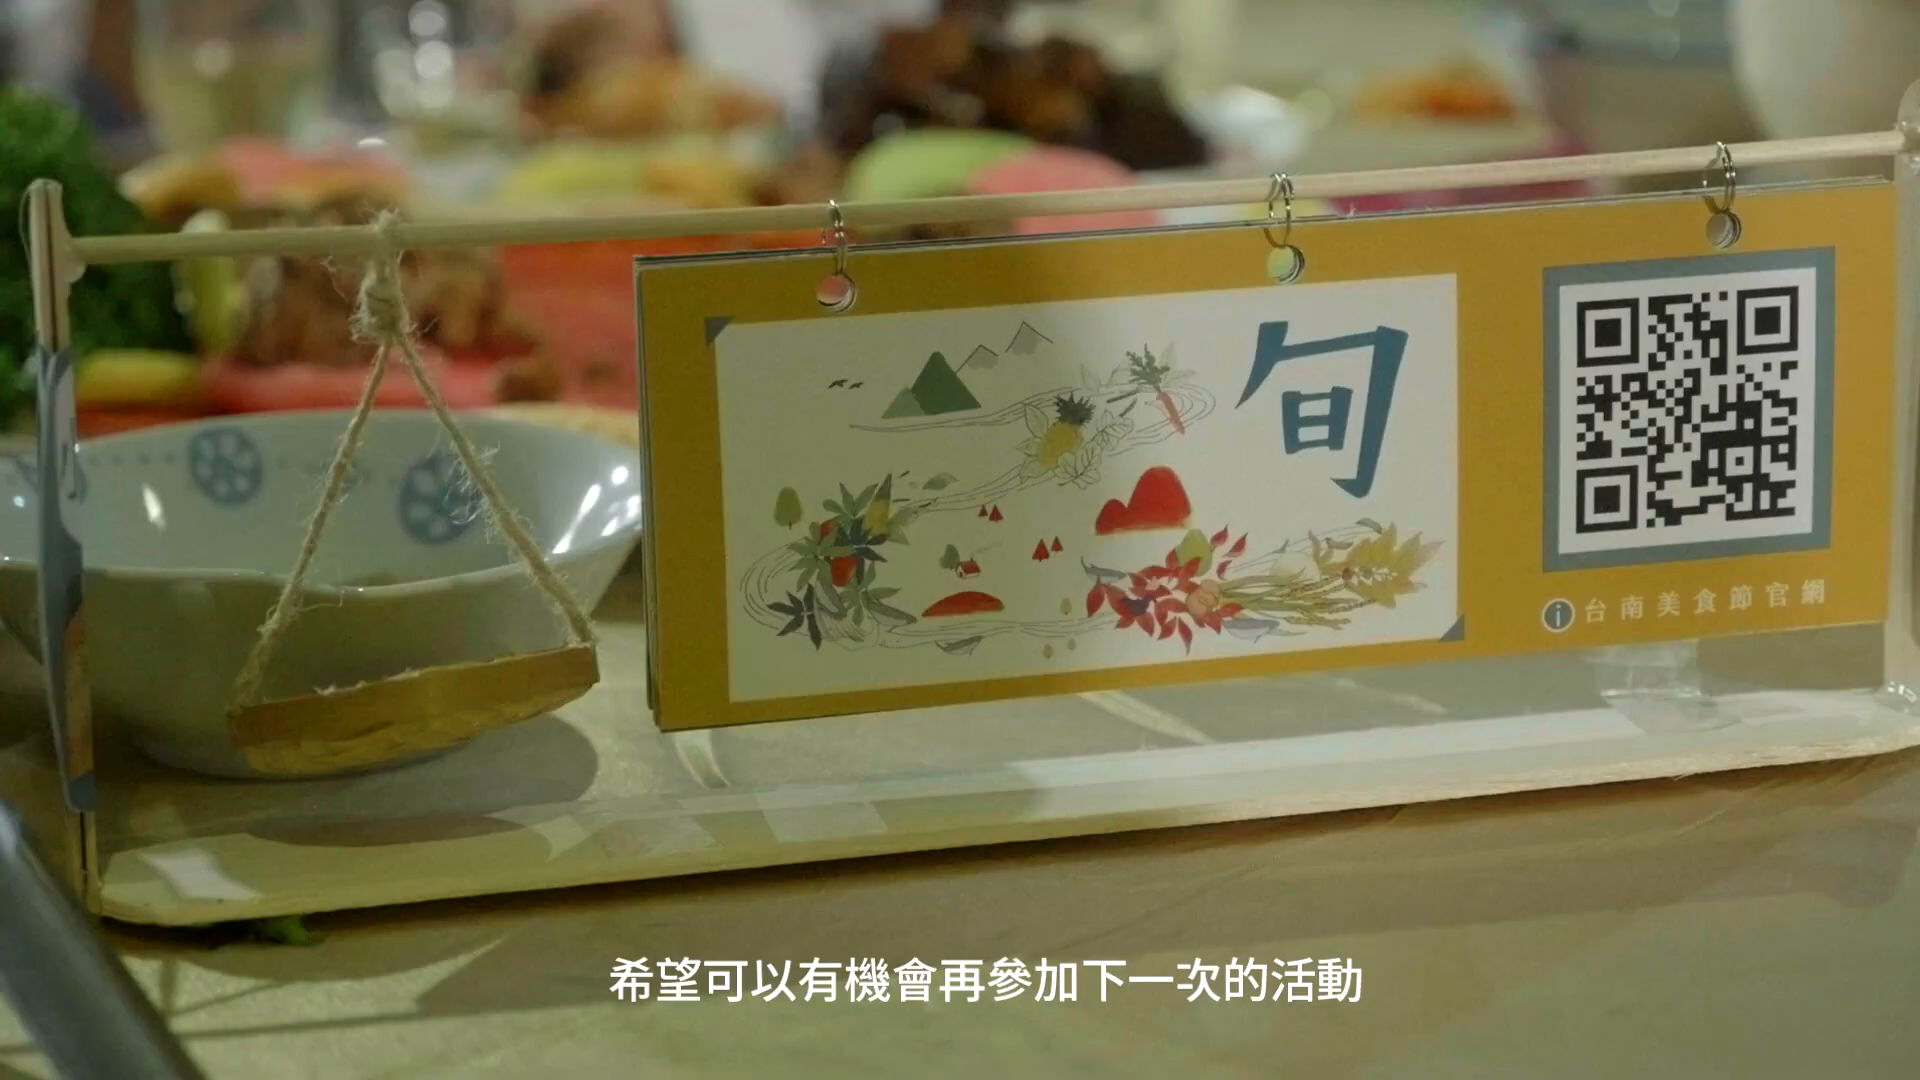 旬
台南美食節官網
希望可以有機會再參加下一次的活動